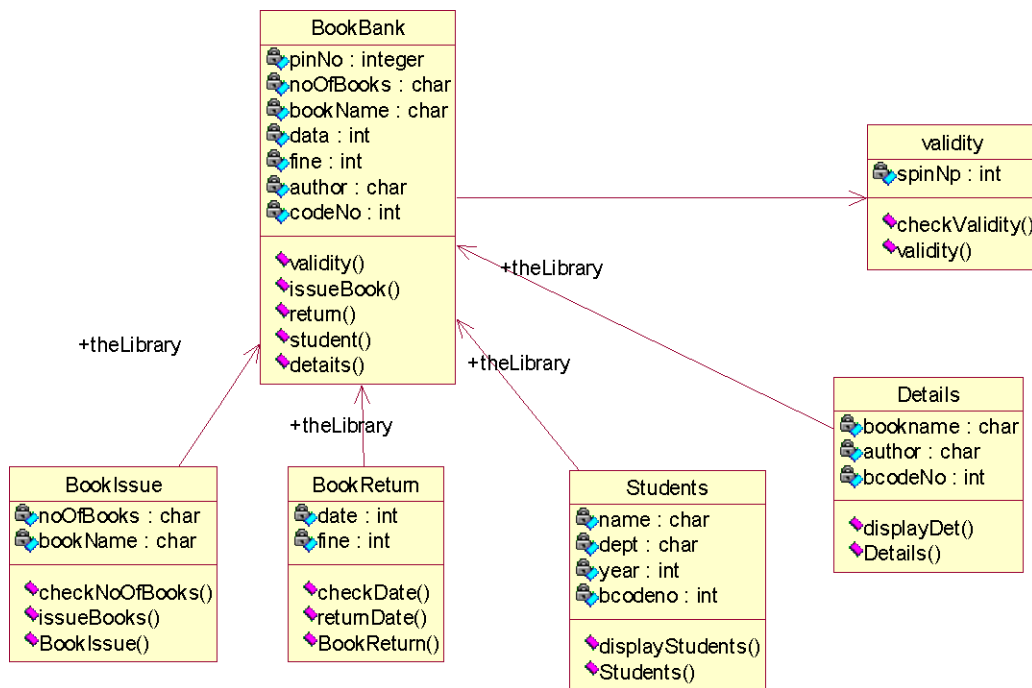 BookBank
pinNo : integer
noOfBooks : char
bookName : char
data : int
fine : int
author : char
codeNo : int
validity()
issueBook()
return()
student()
detaits()
validity
spinNp : int
checkValidity()
validity()
+theLibrary
+theLibrary
+theLibrary
+theLibrary
BookIssue
noOfBooks : char
bookName : char
checkNoOfBooks()
issueBooks()
BookIssue()
BookReturn
date : int
fine : int
checkDate()
returnDate()
BookReturn()
Students
name : char
dept : char
year : int
bcodeno : int
displayStudents()
Students()
Details
bookname : char
author : char
bcodeNo : int
displayDet()
Details()